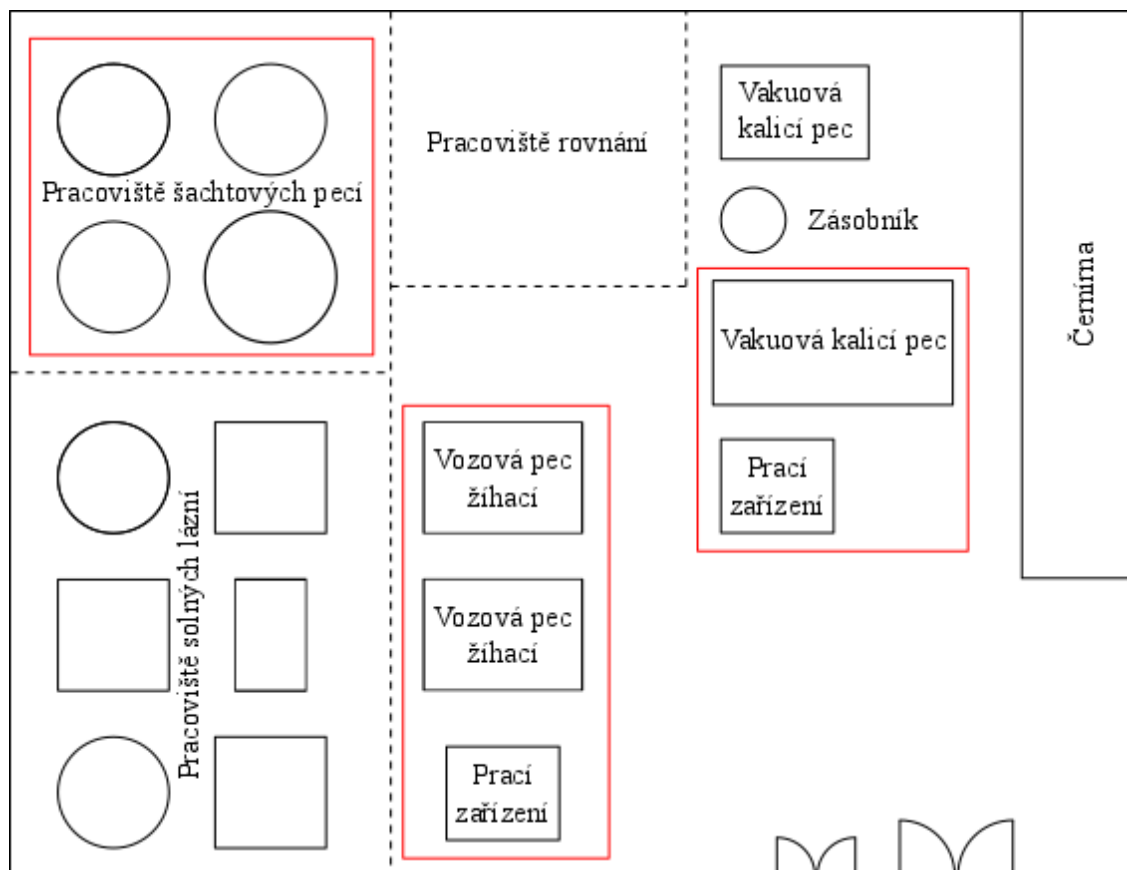 Pracoviště šachtových pecí
Pracoviště rovnání
Vakuová
kalicí pec
Zásobník
Vakuová kalicí pec
Prací
zařízení
Černírna
Pracoviště solných lázní
Vozová pec
žíhací
Vozová pec
žíhací
Prací
zařízení